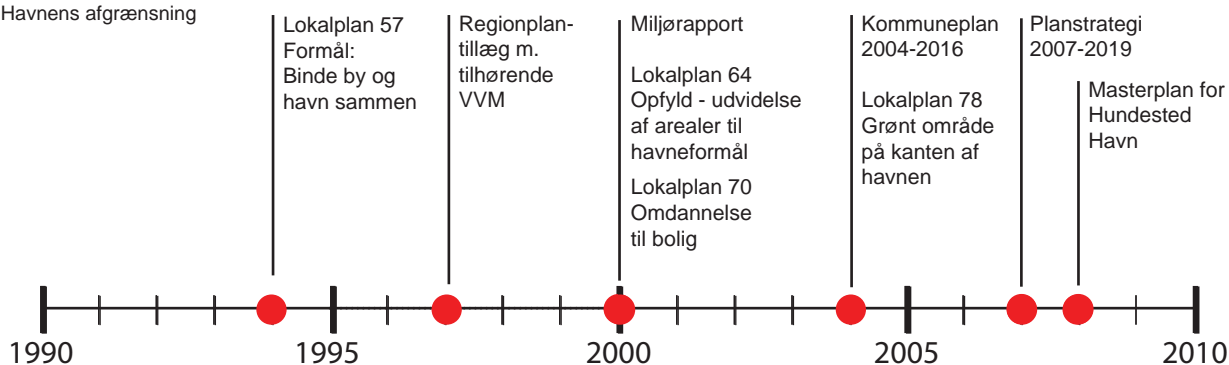 Havnens afgrænsning
Lokalplan 57
Formål:
Binde by og
havn sammen
Regionplan-
tillæg m.
tilhørende
VVM
Miljørapport
Lokalplan 64
Opfyld - udvidelse
af arealer til
havneformål
Lokalplan 70
Omdannelse
til bolig
Kommuneplan
2004-2016
Lokalplan 78
Grønt område
på kanten af
havnen
Planstrategi
2007-2019
Masterplan for
Hundested
Havn
1990
1995
2000
2005
2010